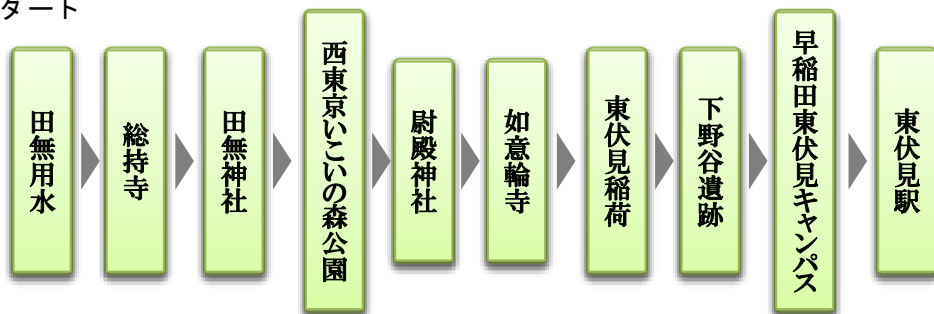 タート
田無用水
総持寺
田無神社
西東京いこいの森公園
尉殿神社
如意輪寺
東伏見稲荷
下野谷遺跡
早稲田東伏見キャンパス
東伏見駅